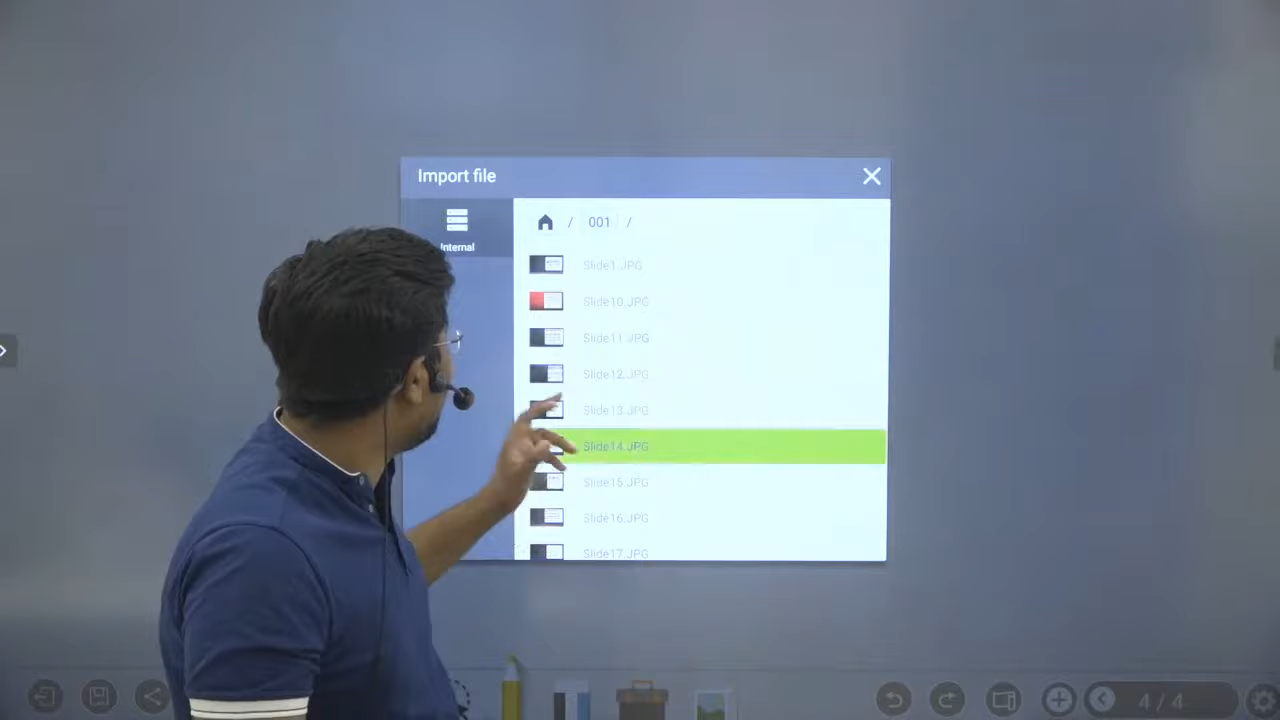 Import file
Internal
/ 001 /
Slide1.JPG
Slide10.JPG
Slide11.JPG
Slide12.JPG
Slide13.JPG
Slide14.JPG
Slide15.JPG
Slide16.JPG
Slide17.JPG
4 / 4